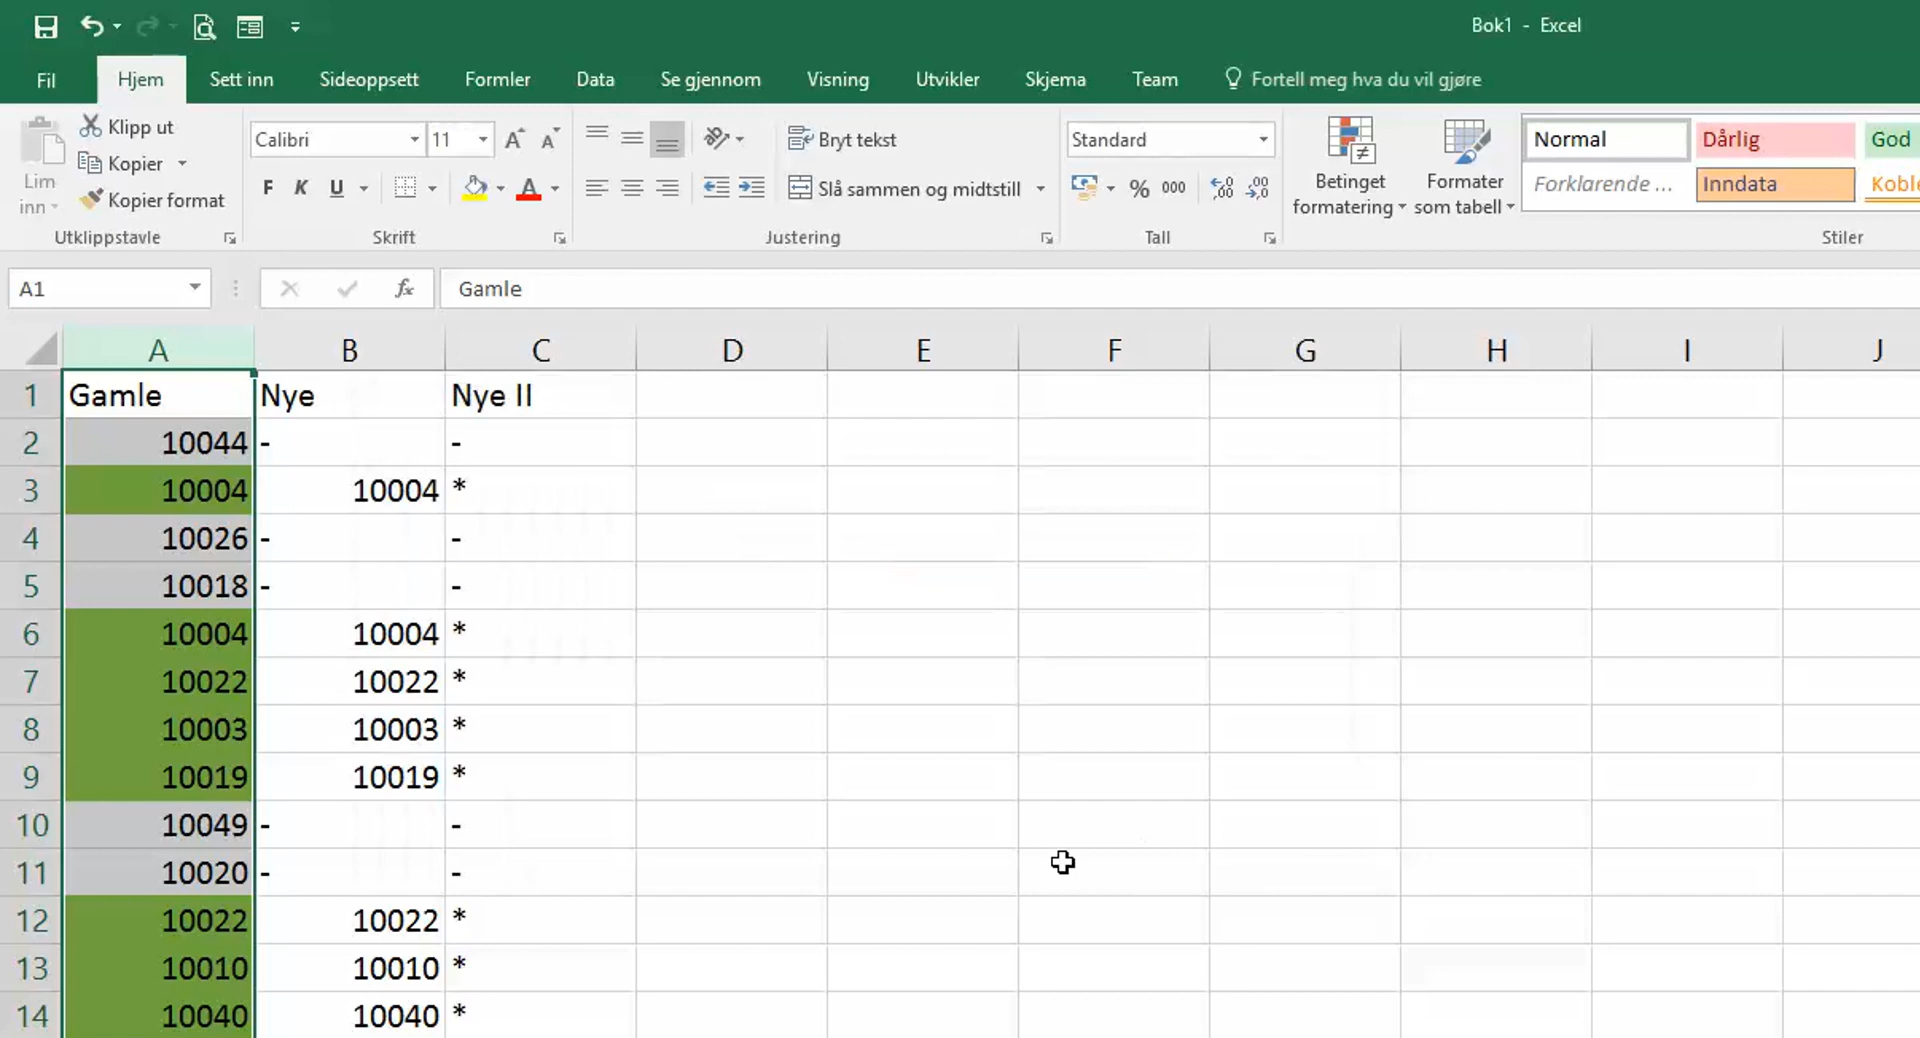 Bok1 - Excel
Fil Hjem Sett inn Sideoppsett Formler Data Se gjennom Visning Utvikler Skjema Team Fortell meg hva du vil gjøre
Lim inn
Klipp ut
Kopier
Kopier format
Utklippstavle
Calibri 11
F K U A
Skrift
Bryt tekst
Slå sammen og midtstill
Justering
Standard
% 000
Tall
Betinget formatering
Formater som tabell
Normal Dårlig God
Forklarende ... Inndata Koble
Stiler
A1 fx Gamle
A B C D E F G H I J
1 Gamle Nye Nye II
2 10044 - -
3 10004 10004 *
4 10026 - -
5 10018 - -
6 10004 10004 *
7 10022 10022 *
8 10003 10003 *
9 10019 10019 *
10 10049 - -
11 10020 - -
12 10022 10022 *
13 10010 10010 *
14 10040 10040 *